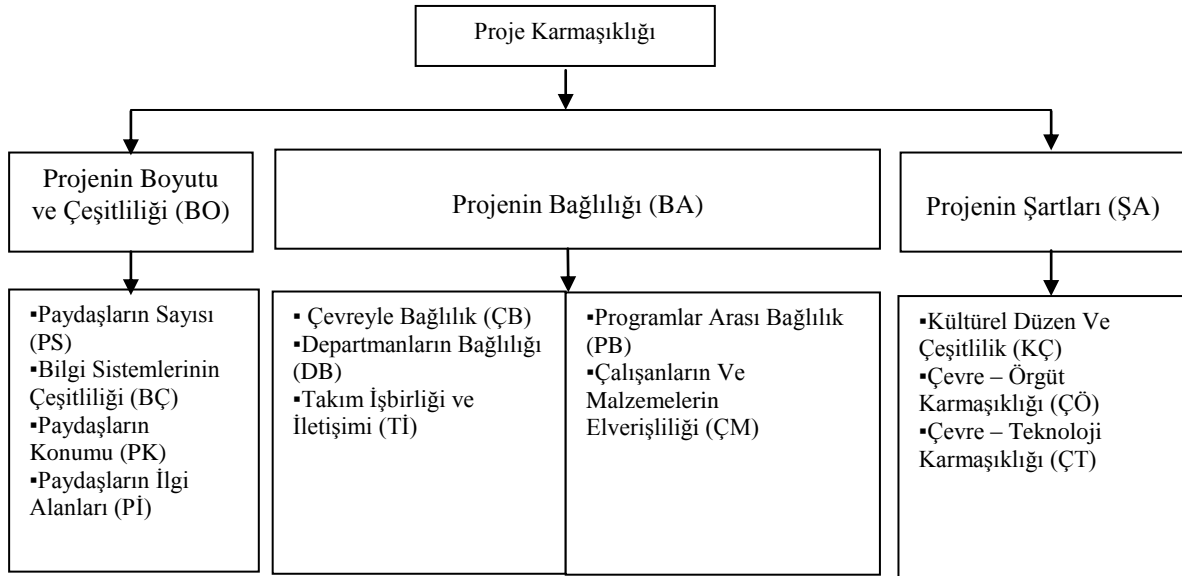 Proje Karmaşıklığı
Projenin Boyutu
ve Çeşitliliği (BO)
Projenin Bağlılığı (BA)
Projenin Şartları (ŞA)
▪Paydaşların Sayısı
(PS)
▪Bilgi Sistemlerinin
Çeşitliliği (BÇ)
▪Paydaşların
Konumu (PK)
▪Paydaşların İlgi
Alanları (Pİ)
▪ Çevreyle Bağlılık (ÇB)
▪Departmanların Bağlılığı
(DB)
▪Takım İşbirliği ve
İletişimi (Tİ)
▪Programlar Arası Bağlılık
(PB)
▪Çalışanların Ve
Malzemelerin
Elverişliliği (ÇM)
▪Kültürel Düzen Ve
Çeşitlilik (KÇ)
▪Çevre – Örgüt
Karmaşıklığı (ÇÖ)
▪Çevre – Teknoloji
Karmaşıklığı (ÇT)